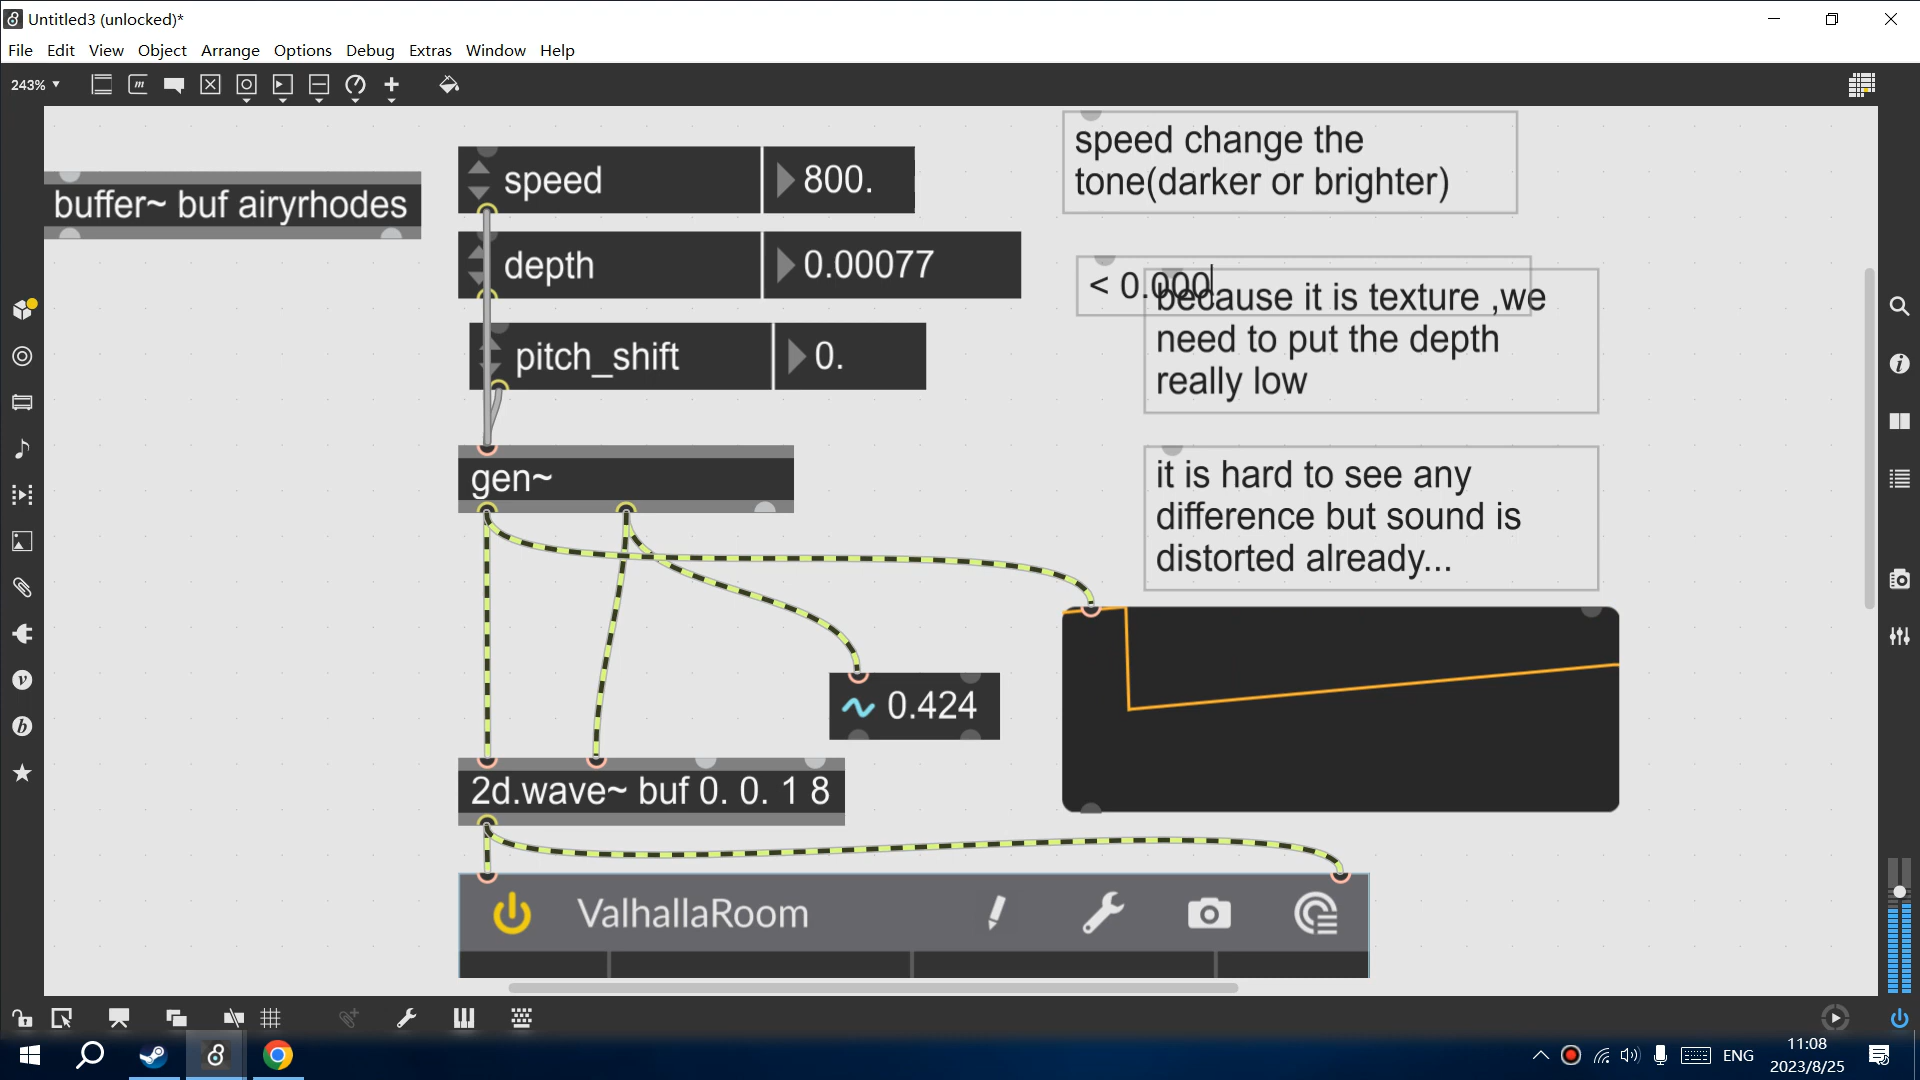 Untitled3 (unlocked)*
File Edit View Object Arrange Options Debug Extras Window Help
243%
speed change the
tone(darker or brighter)
speed 800.
buffer~ buf airyrhodes
depth 0.00077
< 0.000
because it is texture ,we
need to put the depth
really low
pitch_shift 0.
gen~
it is hard to see any
difference but sound is
distorted already...
0.424
2d.wave~ buf 0. 0. 1 8
ValhallaRoom
ENG
11:08
2023/8/25